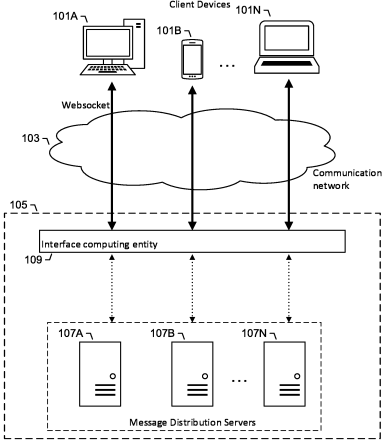 Client Devices
101A
101B
101N
...
Websocket
103
Communication
network
105
Interface computing entity
109
107A
107B
107N
...
Message Distribution Servers